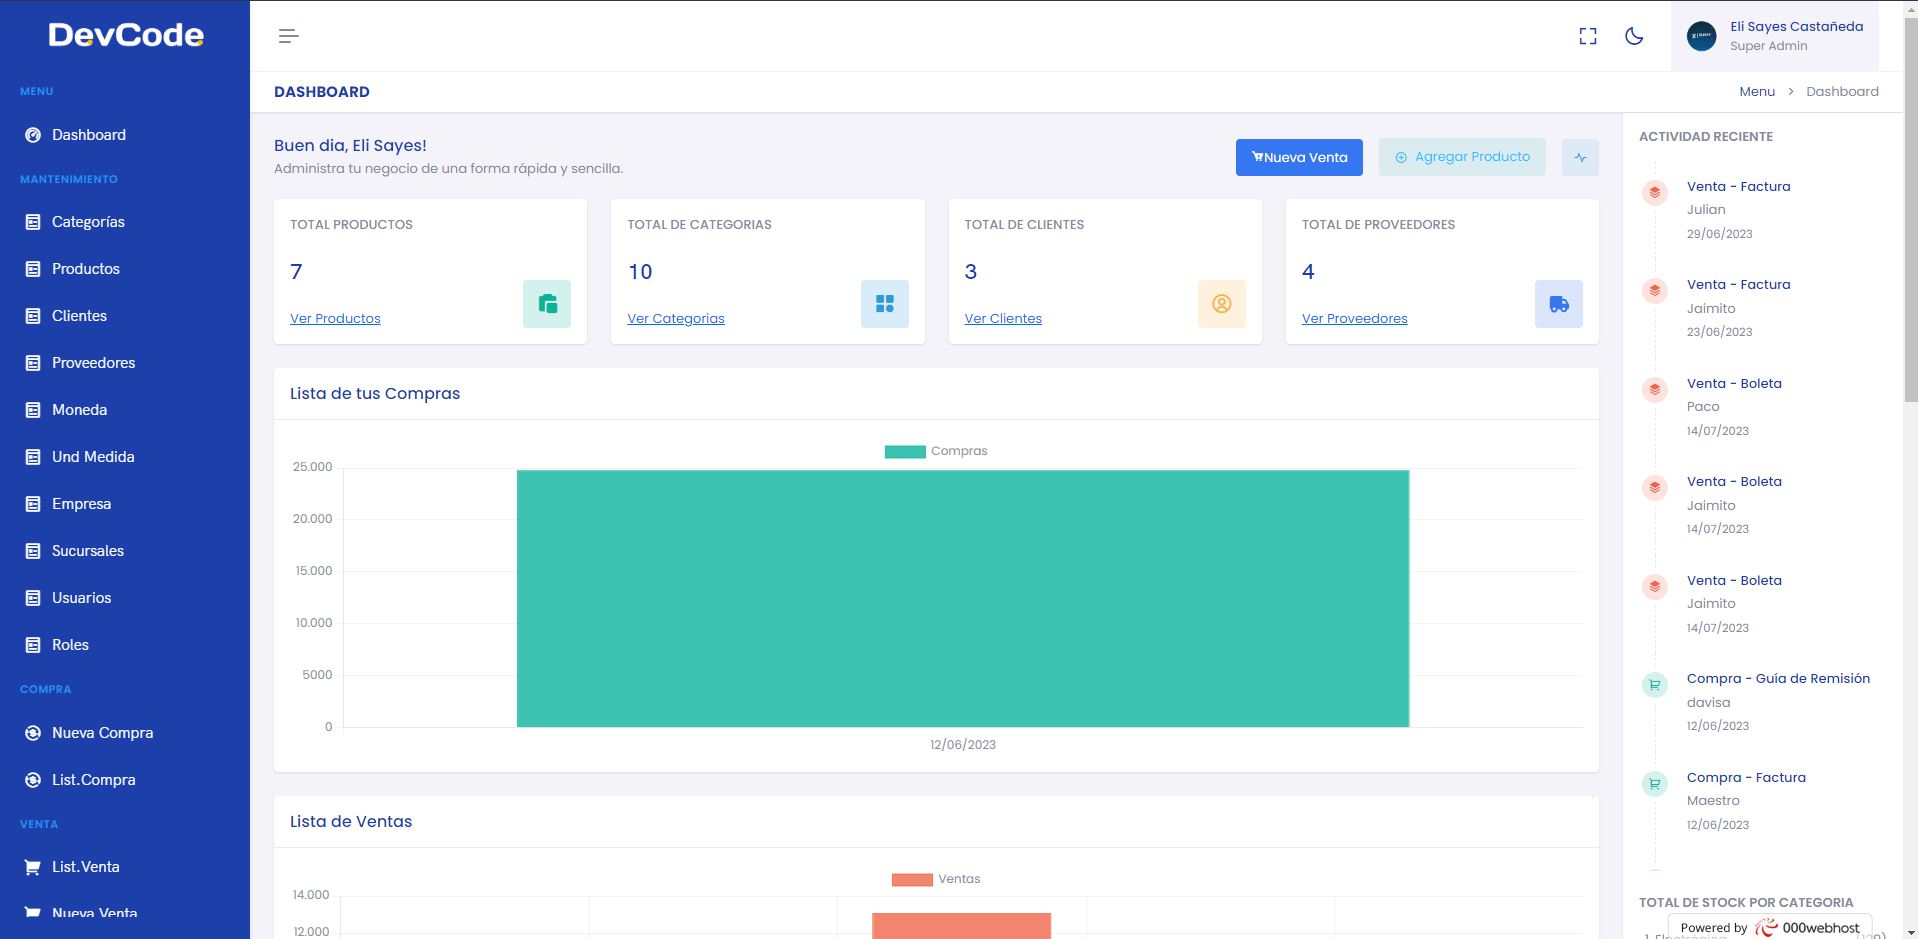 DevCode
MENU
Dashboard
MANTENIMIENTO
Categorías
Productos
Clientes
Proveedores
Moneda
Und Medida
Empresa
Sucursales
Usuarios
Roles
COMPRA
Nueva Compra
List.Compra
VENTA
List.Venta
Nueva Venta
Eli Sayes Castañeda
Super Admin
DASHBOARD
Menu > Dashboard
Buen dia, Eli Sayes!
Administra tu negocio de una forma rápida y sencilla.
Nueva Venta
Agregar Producto
TOTAL PRODUCTOS
7
Ver Productos
TOTAL DE CATEGORIAS
10
Ver Categorias
TOTAL DE CLIENTES
3
Ver Clientes
TOTAL DE PROVEEDORES
4
Ver Proveedores
Lista de tus Compras
Compras
25.000
20.000
15.000
10.000
5000
0
12/06/2023
Lista de Ventas
Ventas
14.000
12.000
ACTIVIDAD RECIENTE
Venta - Factura
Julian
29/06/2023
Venta - Factura
Jaimito
23/06/2023
Venta - Boleta
Paco
14/07/2023
Venta - Boleta
Jaimito
14/07/2023
Venta - Boleta
Jaimito
14/07/2023
Compra - Guía de Remisión
davisa
12/06/2023
Compra - Factura
Maestro
12/06/2023
TOTAL DE STOCK POR CATEGORIA
Powered by 000webhost